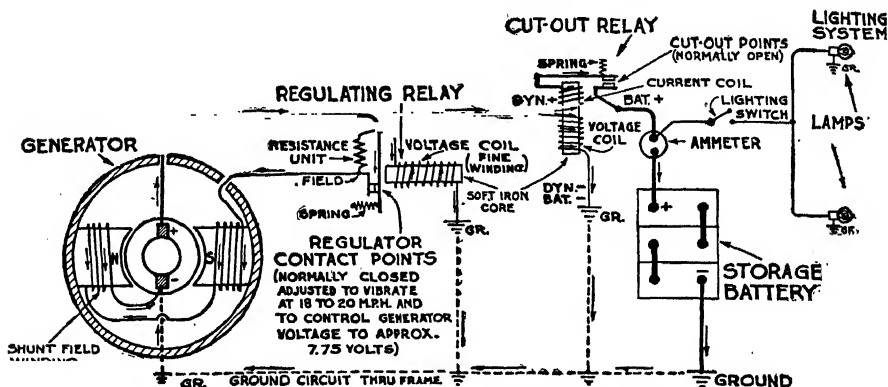 LIGHTING
SYSTEM
CUT-OUT RELAY
SPRING
CUT-OUT POINTS
(NORMALLY OPEN)
GR.
CURRENT COIL
REGULATING RELAY
DYN.+
BAT.+
LIGHTING
SWITCH
LAMPS
GENERATOR
RESISTANCE
UNIT
VOLTAGE COIL
(FINE
WINDING)
VOLTAGE
COIL
AMMETER
FIELD
SOFT IRON
CORE
DYN.-
BAT.-
SPRING
GR.
GR.
GR.
+
-
N
S
+
-
REGULATOR
CONTACT POINTS
(NORMALLY CLOSED
ADJUSTED TO VIBRATE
AT 18 TO 20 M.P.H. AND
TO CONTROL GENERATOR
VOLTAGE TO APPROX.
7.75 VOLTS)
STORAGE
BATTERY
SHUNT FIELD
WINDING
GR.
GROUND CIRCUIT THRU FRAME
GROUND